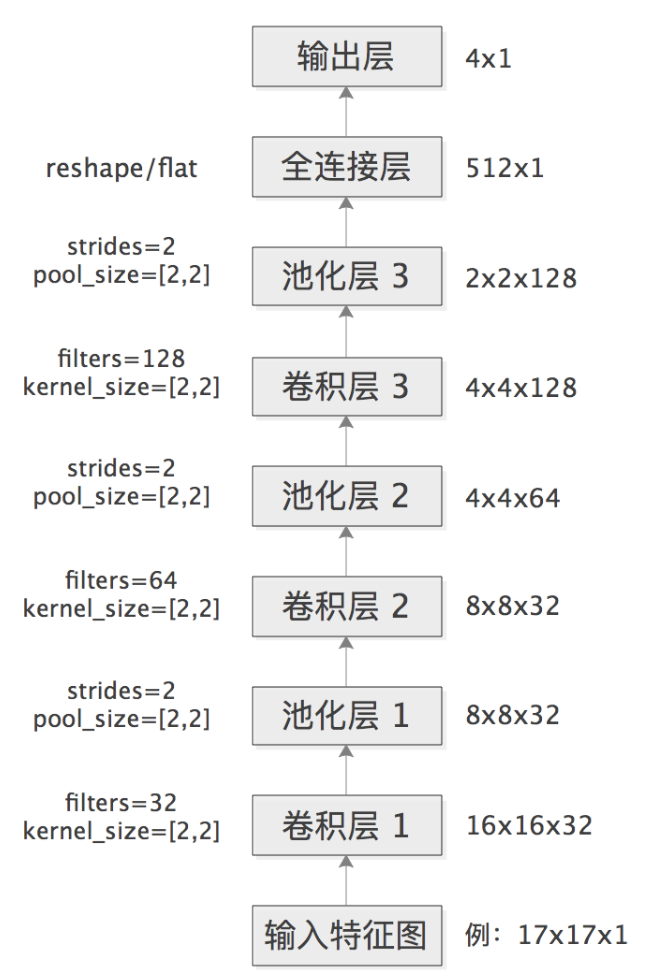 输出层
4x1
reshape/flat
全连接层
512x1
strides=2
pool_size=[2,2]
池化层 3
2x2x128
filters=128
kernel_size=[2,2]
卷积层 3
4x4x128
strides=2
pool_size=[2,2]
池化层 2
4x4x64
filters=64
kernel_size=[2,2]
卷积层 2
8x8x32
strides=2
pool_size=[2,2]
池化层 1
8x8x32
filters=32
kernel_size=[2,2]
卷积层 1
16x16x32
输入特征图
例：17x17x1